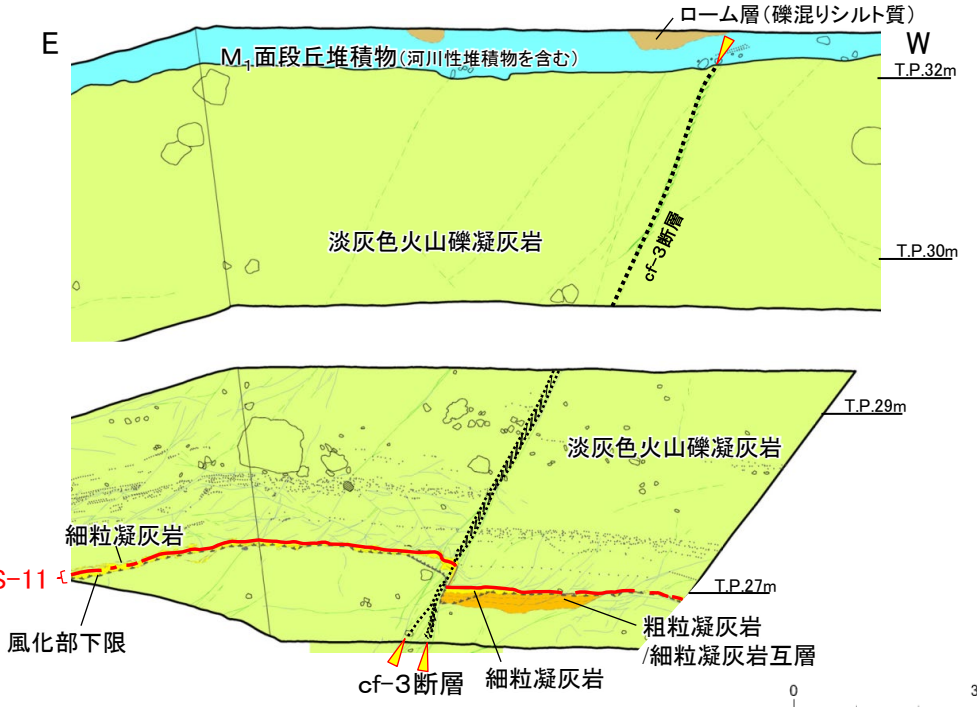 ローム層(礫混りシルト質)
E
W
M₁面段丘堆積物(河川性堆積物を含む)
T.P.32m
淡灰色火山礫凝灰岩
cf-3断層
T.P.30m
T.P.29m
淡灰色火山礫凝灰岩
細粒凝灰岩
S-11
T.P.27m
風化部下限
粗粒凝灰岩
/細粒凝灰岩互層
cf-3断層
細粒凝灰岩
0
3